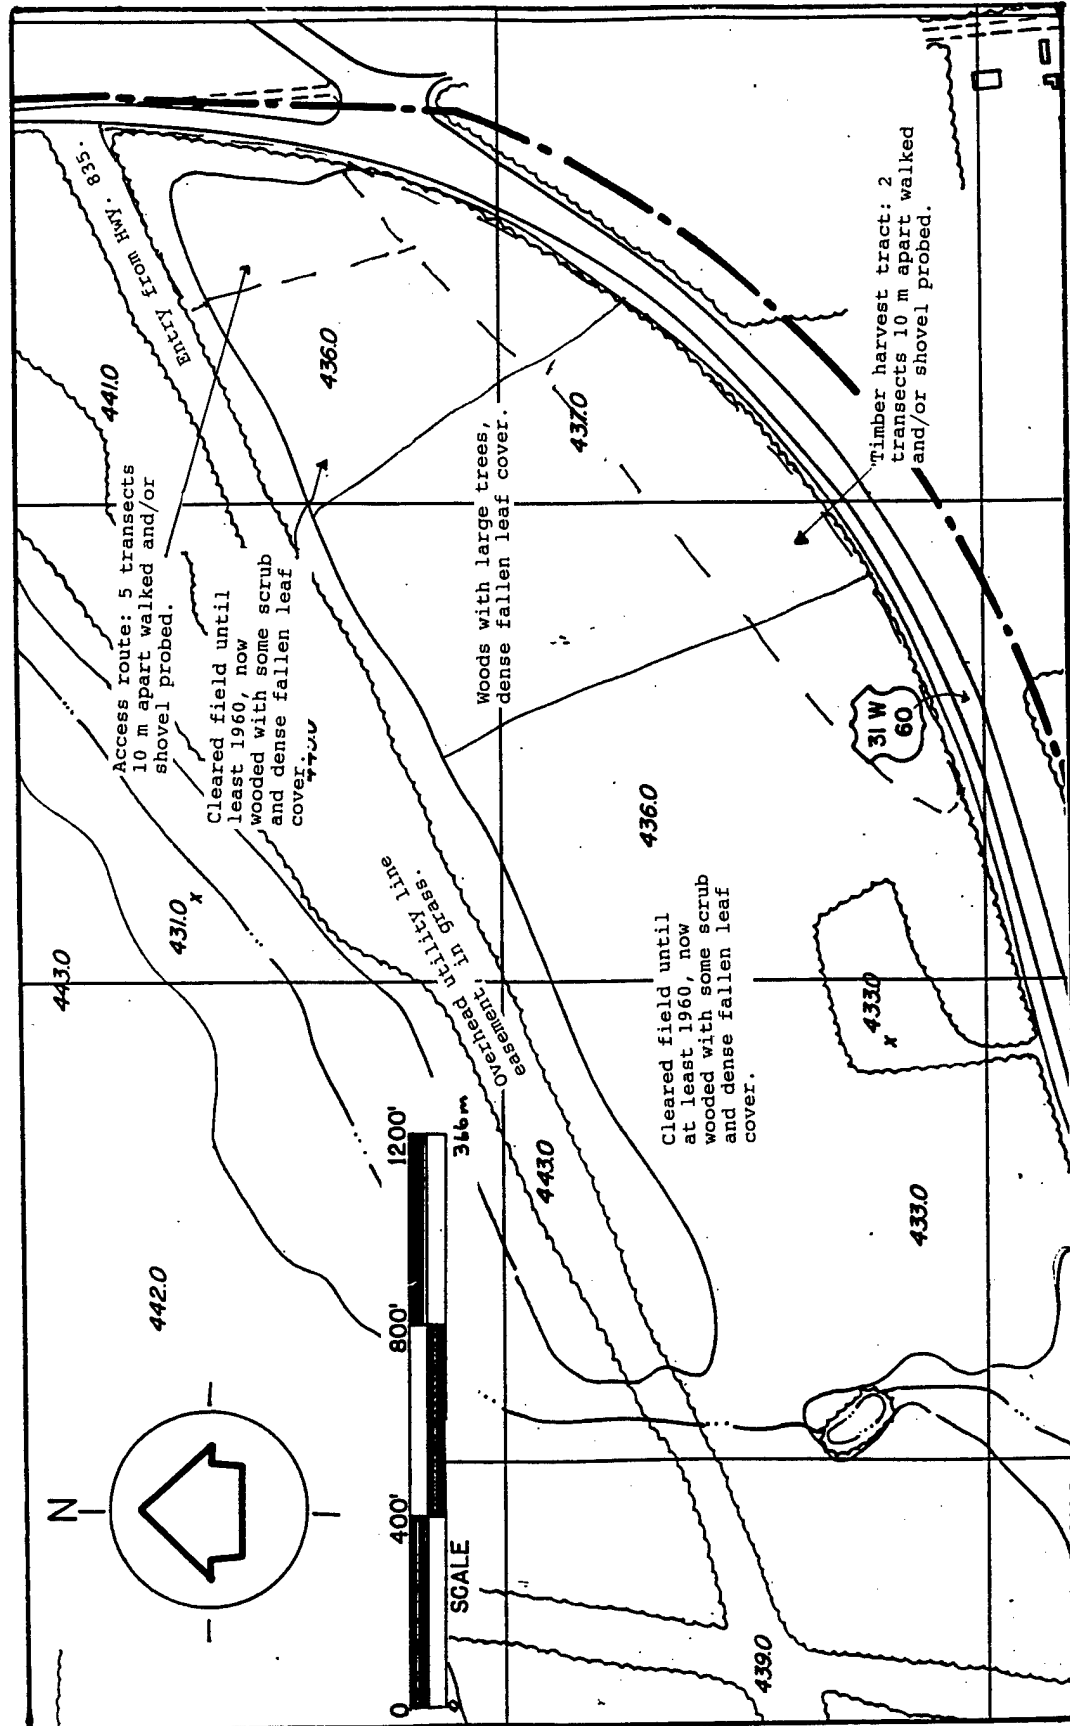 Entry from Hwy. 835.
441.0
Access route: 5 transects
10 m apart walked and/or
shovel probed.
Cleared field until
least 1960, now
wooded with some scrub
and dense fallen leaf
cover.
436.0
437.0
Woods with large trees,
dense fallen leaf cover.
Timber harvest tract: 2
transects 10 m apart walked
and/or shovel probed.
31 W
60
443.0
431.0 x
Overhead utility line
easement, in grass.
436.0
Cleared field until
at least 1960, now
wooded with some scrub
and dense fallen leaf
cover.
433.0
x
443.0
433.0
442.0
N
0 400' 800' 1200'
0 366m
SCALE
439.0